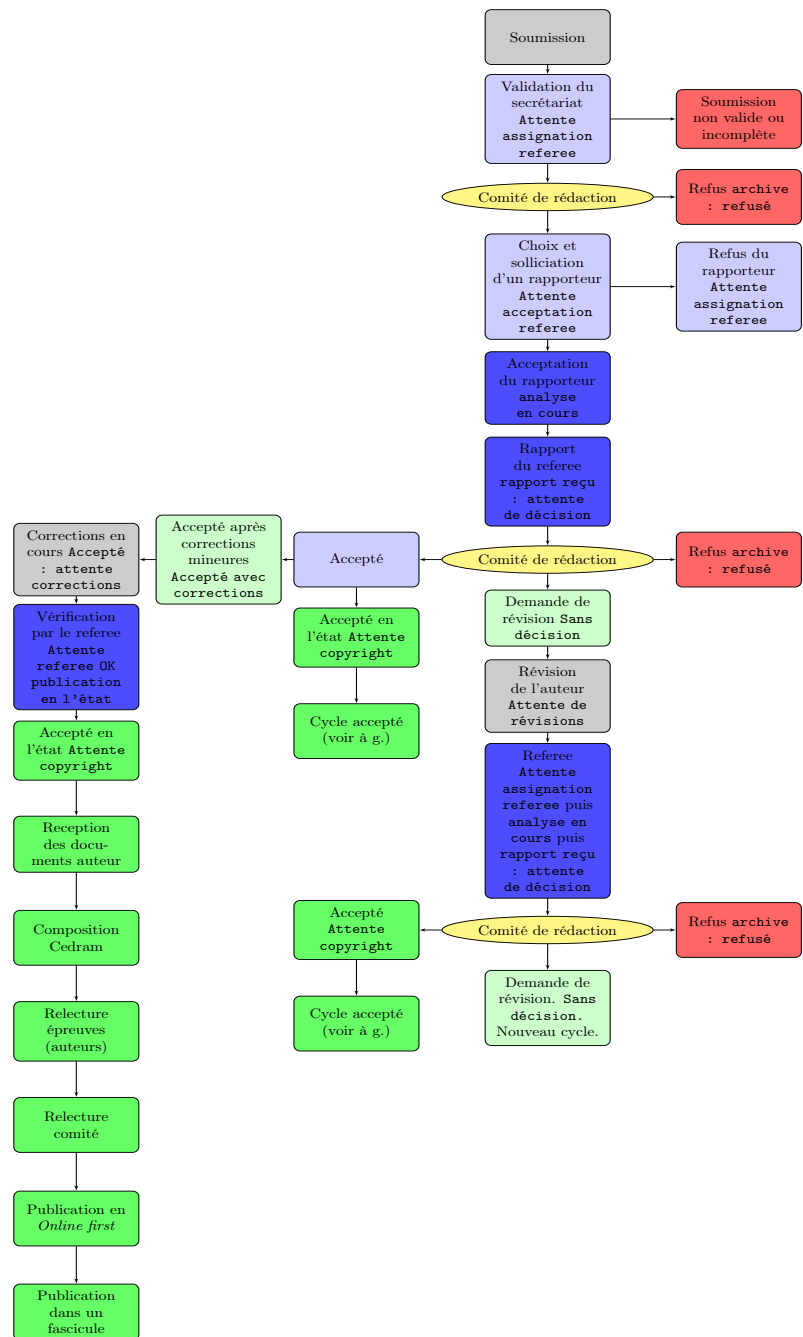 Soumission
Validation du
secrétariat
Attente
assignation
referee
Soumission
non valide ou
incomplète
Comité de rédaction
Refus archive
: refusé
Choix et
solliciation
d'un rapporteur
Attente
acceptation
referee
Refus du
rapporteur
Attente
assignation
referee
Acceptation
du rapporteur
analyse
en cours
Rapport
du referee
rapport reçu
: attente
de décision
Corrections en
cours Accepté
: attente
corrections
Accepté après
corrections
mineures
Accepté avec
corrections
Accepté
Comité de rédaction
Refus archive
: refusé
Vérification
par le referee
Attente
referee OK
publication
en l'état
Accepté en
l'état Attente
copyright
Demande de
révision Sans
décision
Révision
de l'auteur
Attente de
révisions
Cycle accepté
(voir à g.)
Accepté en
l'état Attente
copyright
Referee
Attente
assignation
referee puis
analyse en
cours puis
rapport reçu
: attente
de décision
Reception
des docu-
ments auteur
Accepté
Attente
copyright
Comité de rédaction
Refus archive
: refusé
Composition
Cedram
Cycle accepté
(voir à g.)
Demande de
révision. Sans
décision.
Nouveau cycle.
Relecture
épreuves
(auteurs)
Relecture
comité
Publication en
Online first
Publication
dans un
fascicule